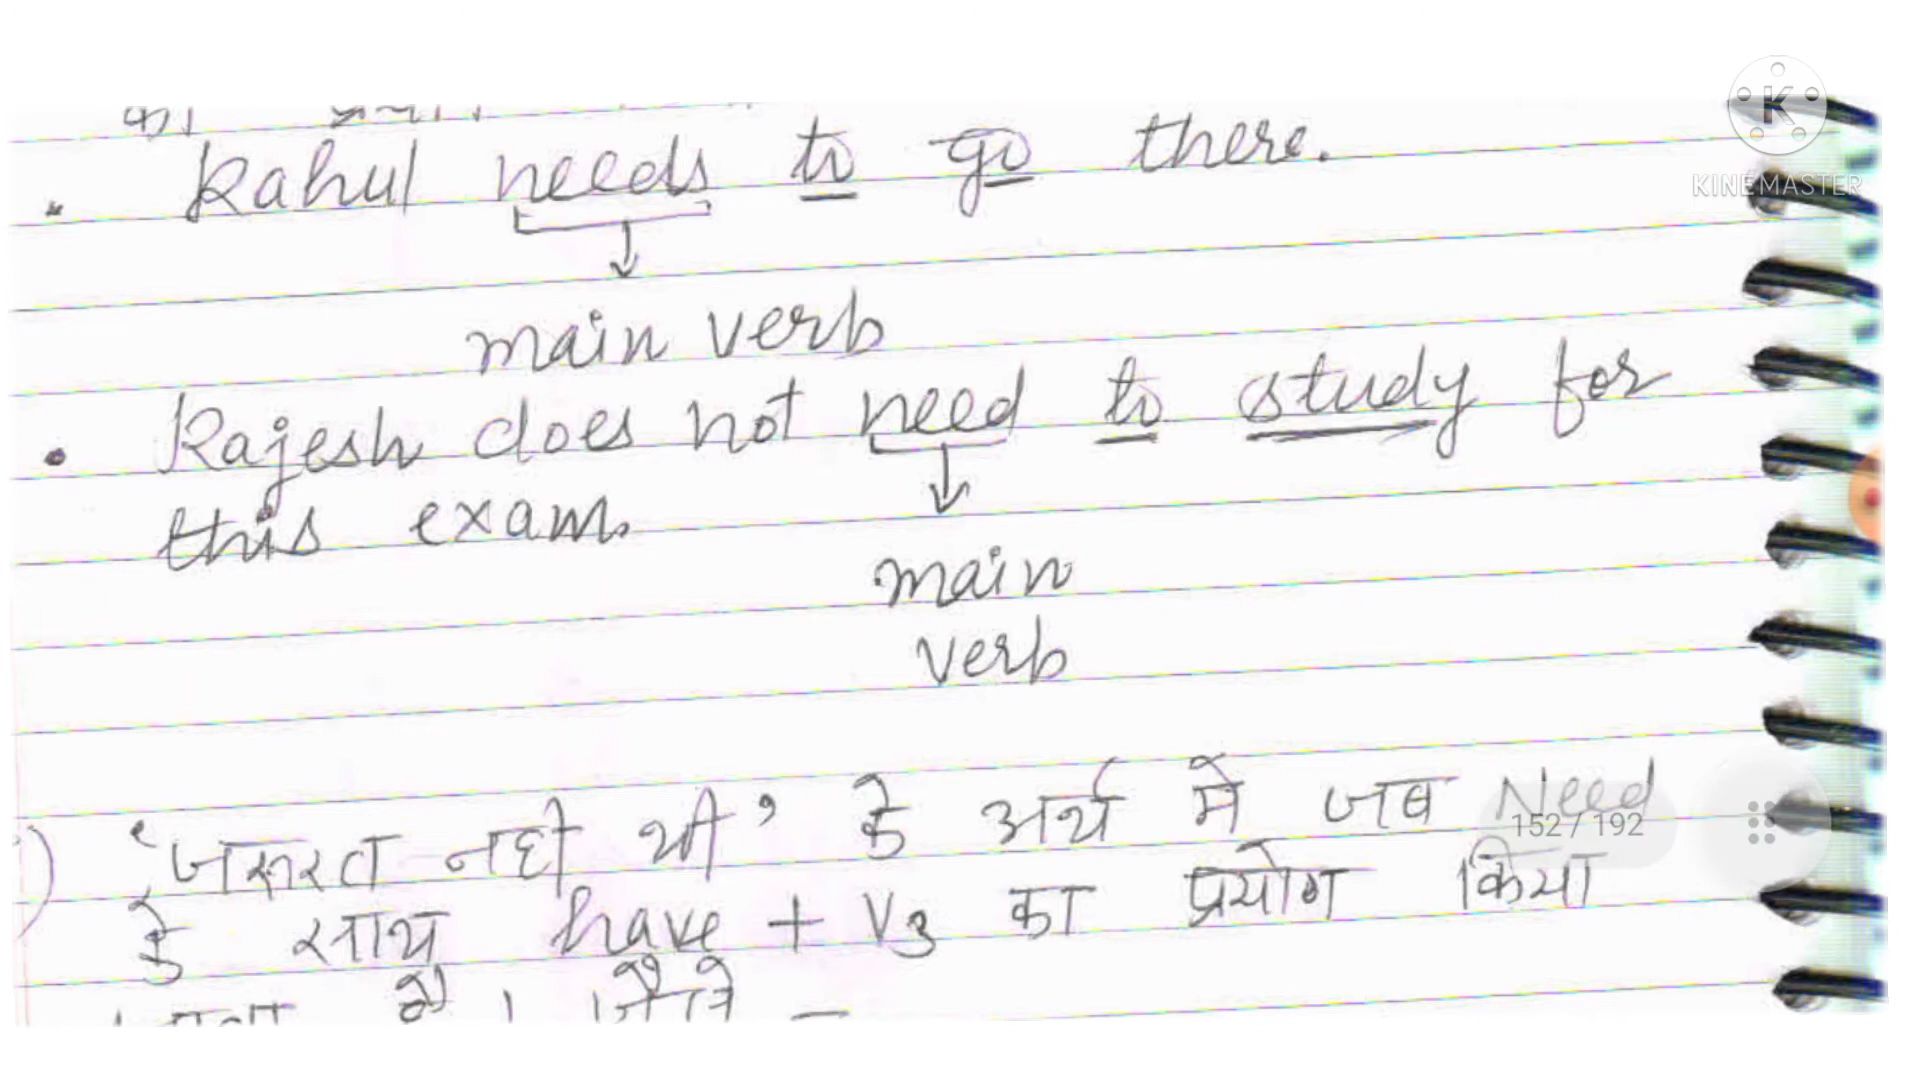 Rahul needs to go there.
KINEMASTER
main verb
Rajesh does not need to study for
this exam.
main
verb
'जरूरत नही थी' के अर्थ मे जब Need
152 / 192
के साथ have + V3 का प्रयोग किया
है। जैसे –